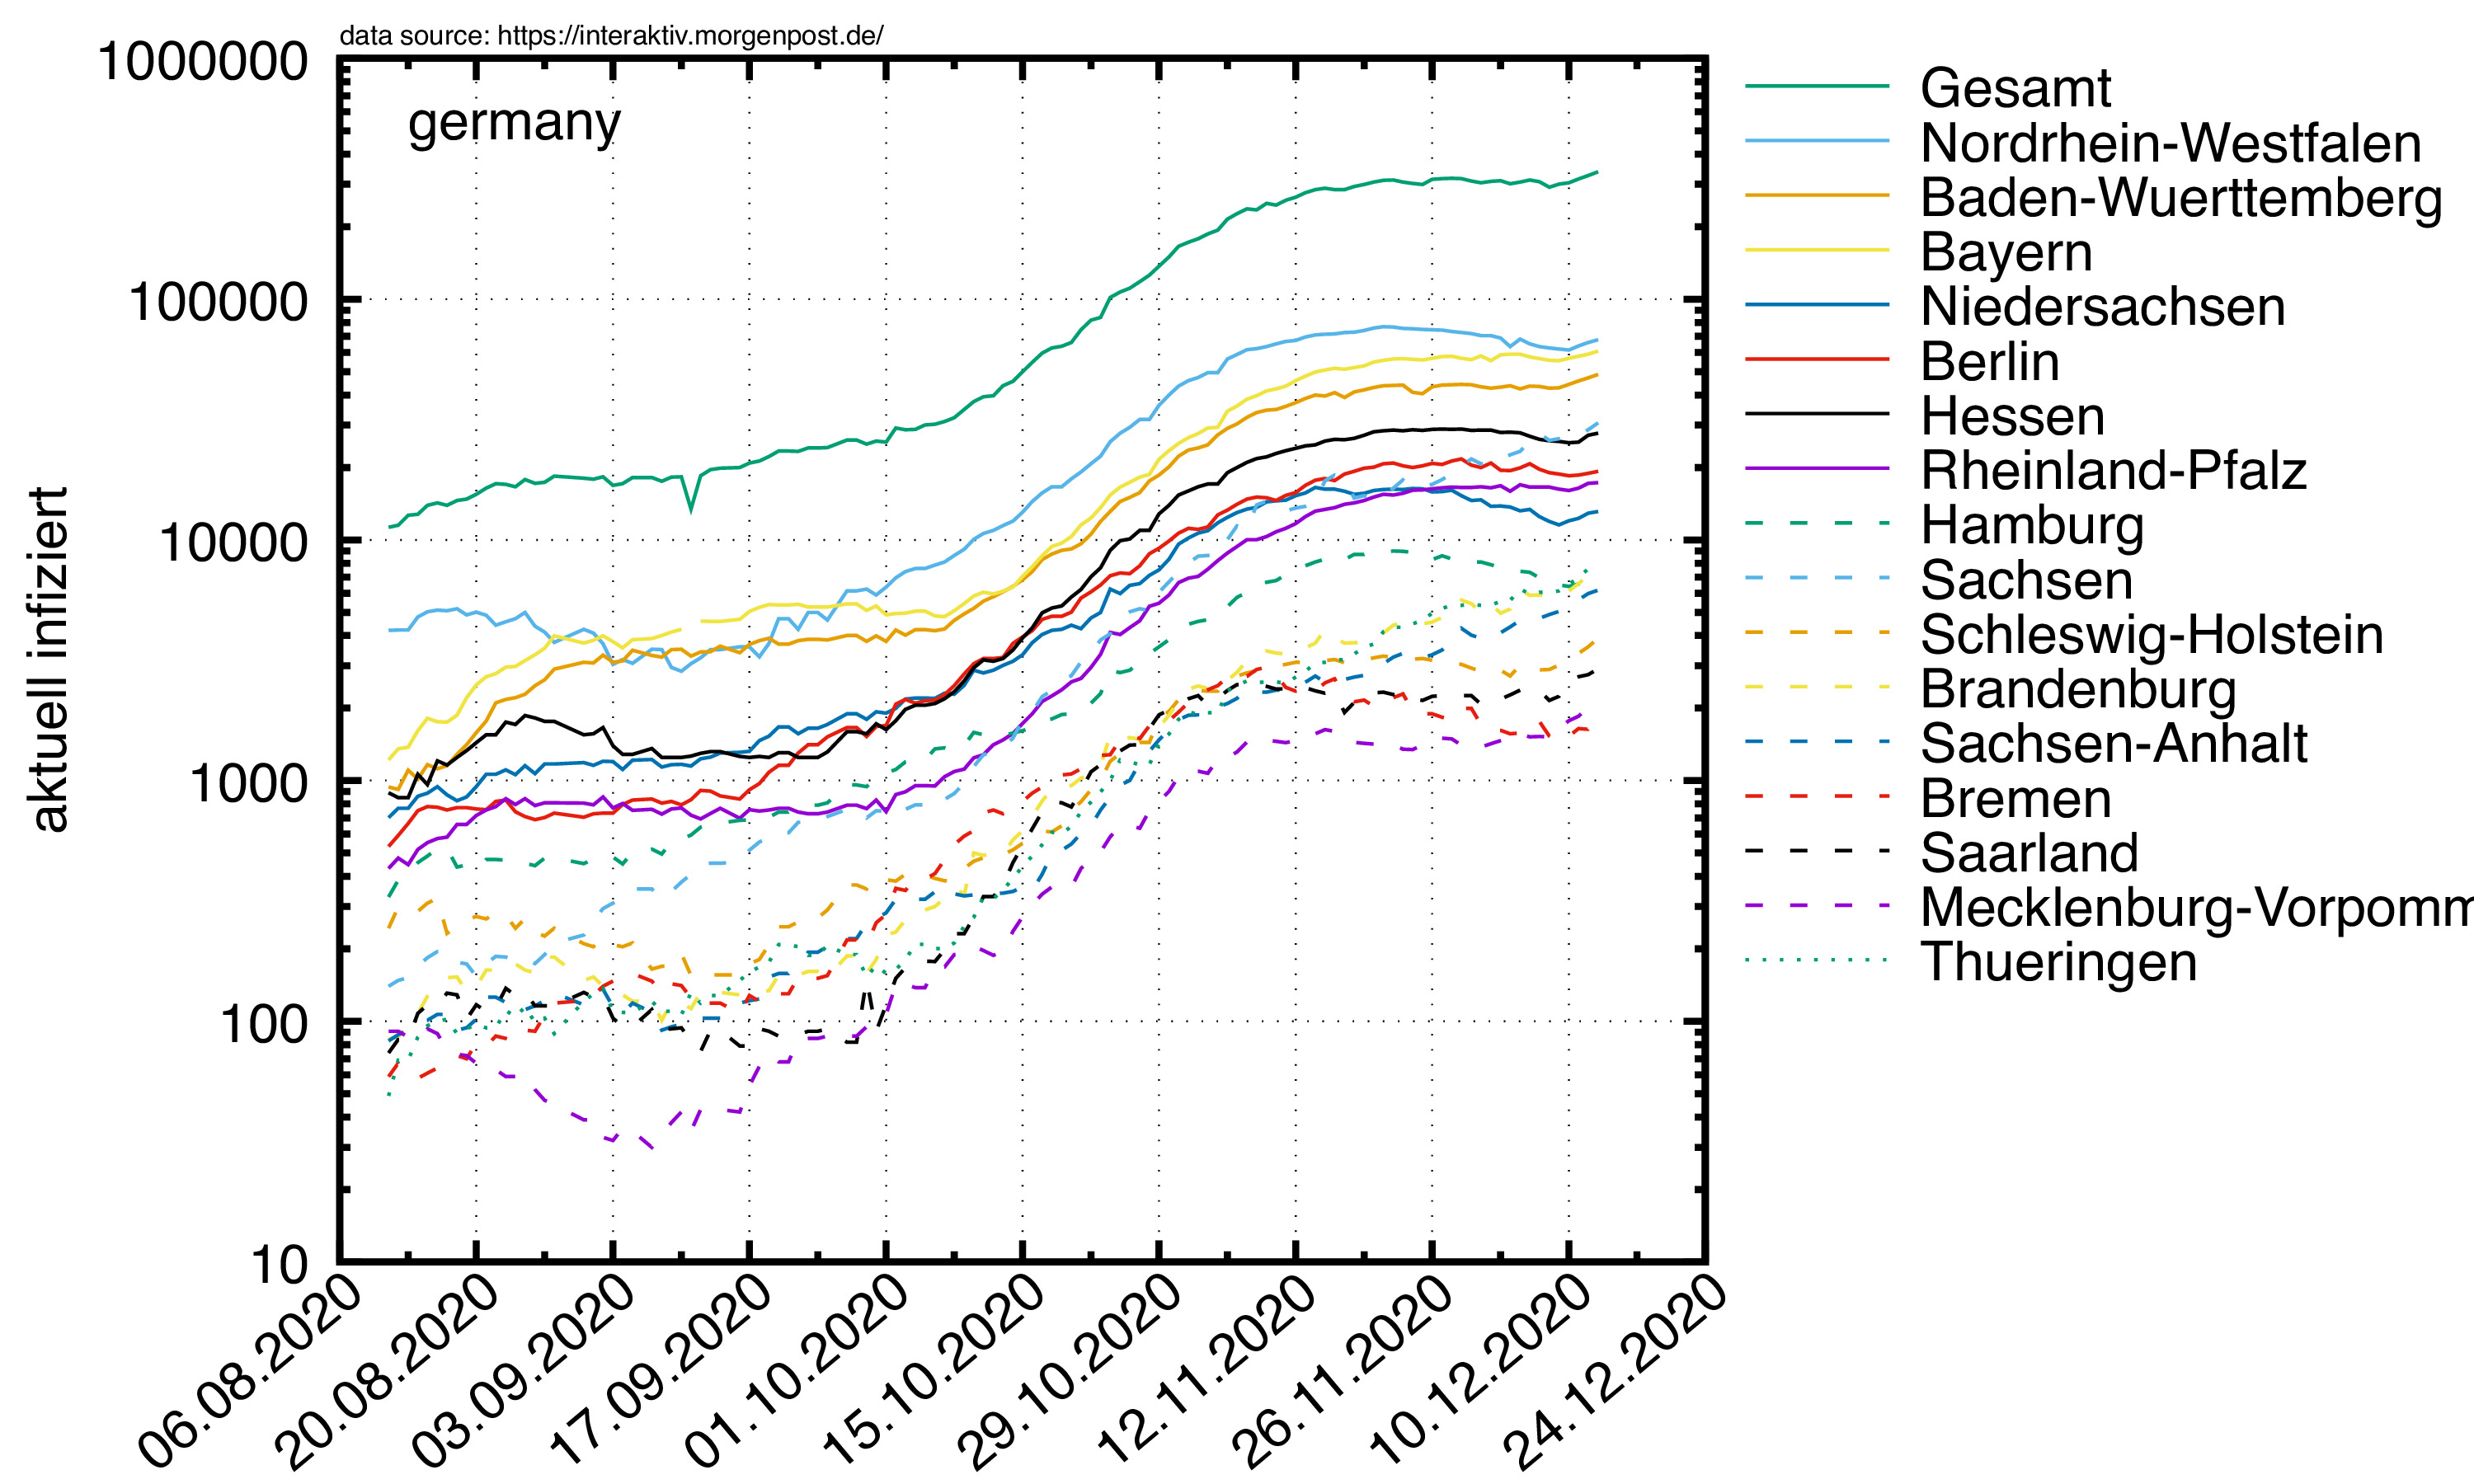 data source: https://interaktiv.morgenpost.de/
germany
aktuell infiziert
1000000
100000
10000
1000
100
10
06.08.2020
20.08.2020
03.09.2020
17.09.2020
01.10.2020
15.10.2020
29.10.2020
12.11.2020
26.11.2020
10.12.2020
24.12.2020
Gesamt
Nordrhein-Westfalen
Baden-Wuerttemberg
Bayern
Niedersachsen
Berlin
Hessen
Rheinland-Pfalz
Hamburg
Sachsen
Schleswig-Holstein
Brandenburg
Sachsen-Anhalt
Bremen
Saarland
Mecklenburg-Vorpomm
Thueringen